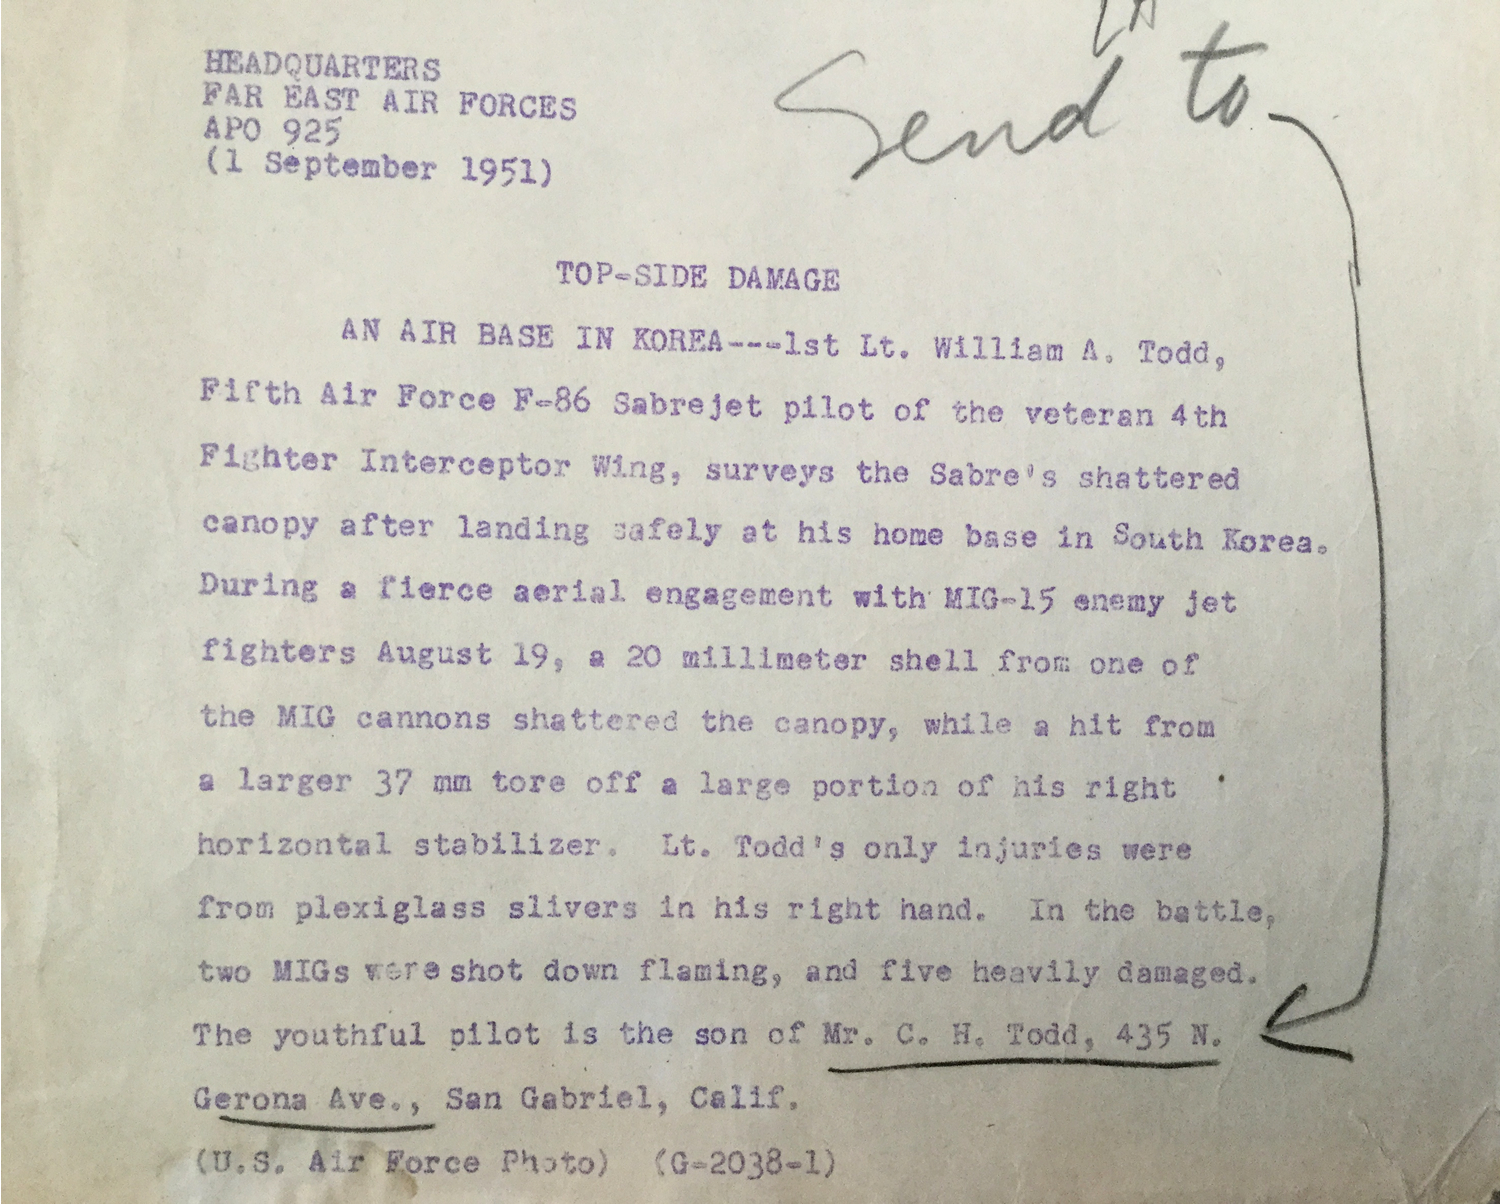 Send to
HEADQUARTERS
FAR EAST AIR FORCES
APO 925
(1 September 1951)
TOP-SIDE DAMAGE
AN AIR BASE IN KOREA---1st Lt. William A. Todd,
Fifth Air Force F-86 Sabrejet pilot of the veteran 4th
Fighter Interceptor Wing, surveys the Sabre's shattered
canopy after landing safely at his home base in South Korea.
During a fierce aerial engagement with MIG-15 enemy jet
fighters August 19, a 20 millimeter shell from one of
the MIG cannons shattered the canopy, while a hit from
a larger 37 mm tore off a large portion of his right
horizontal stabilizer. Lt. Todd's only injuries were
from plexiglass slivers in his right hand. In the battle,
two MIGs were shot down flaming, and five heavily damaged.
The youthful pilot is the son of Mr. C. H. Todd, 435 N.
Gerona Ave., San Gabriel, Calif.
(U.S. Air Force Photo) (G-2038-1)